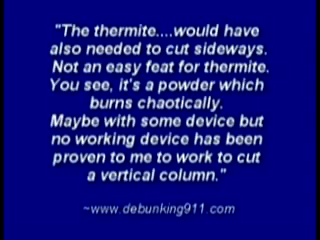 "The thermite....would have
also needed to cut sideways.
Not an easy feat for thermite.
You see, it's a powder which
burns chaotically.
Maybe with some device but
no working device has been
proven to me to work to cut
a vertical column."
~www.debunking911.com